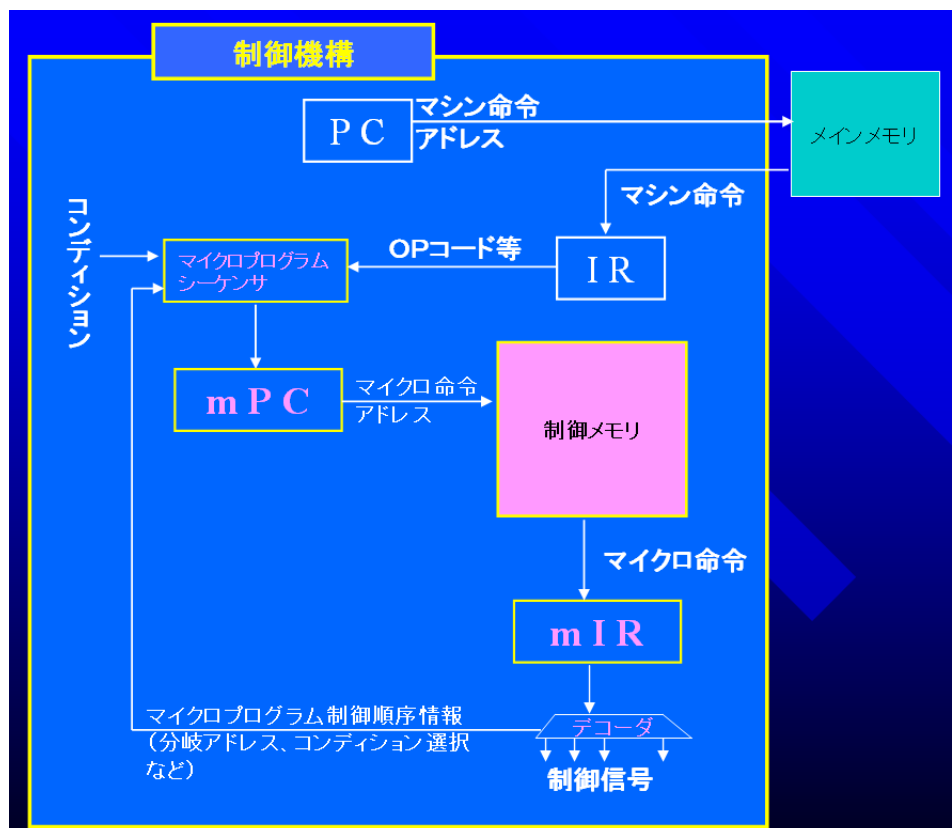 制御機構
PC
マシン命令
アドレス
メインメモリ
マシン命令
コンディション
OPコード等
IR
マイクロプログラム
シーケンサ
mPC
マイクロ命令
アドレス
制御メモリ
マイクロ命令
mIR
マイクロプログラム制御順序情報
(分岐アドレス、コンディション選択
など)
デコーダ
制御信号